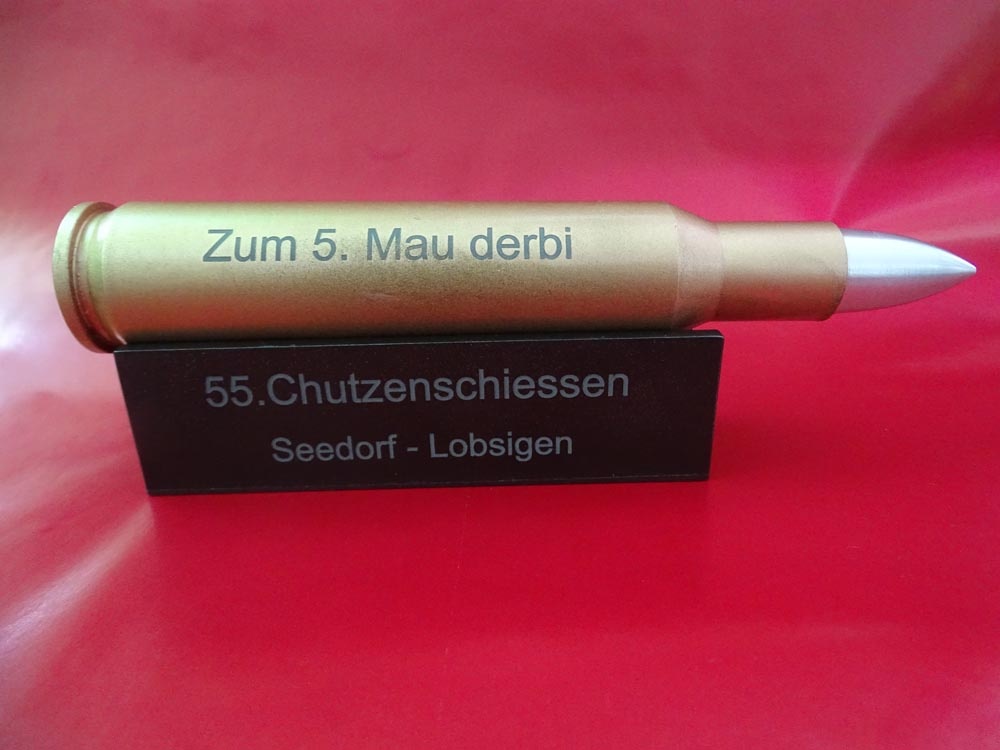 Zum 5. Mau derbi
55.Chutzenschiessen
Seedorf - Lobsigen